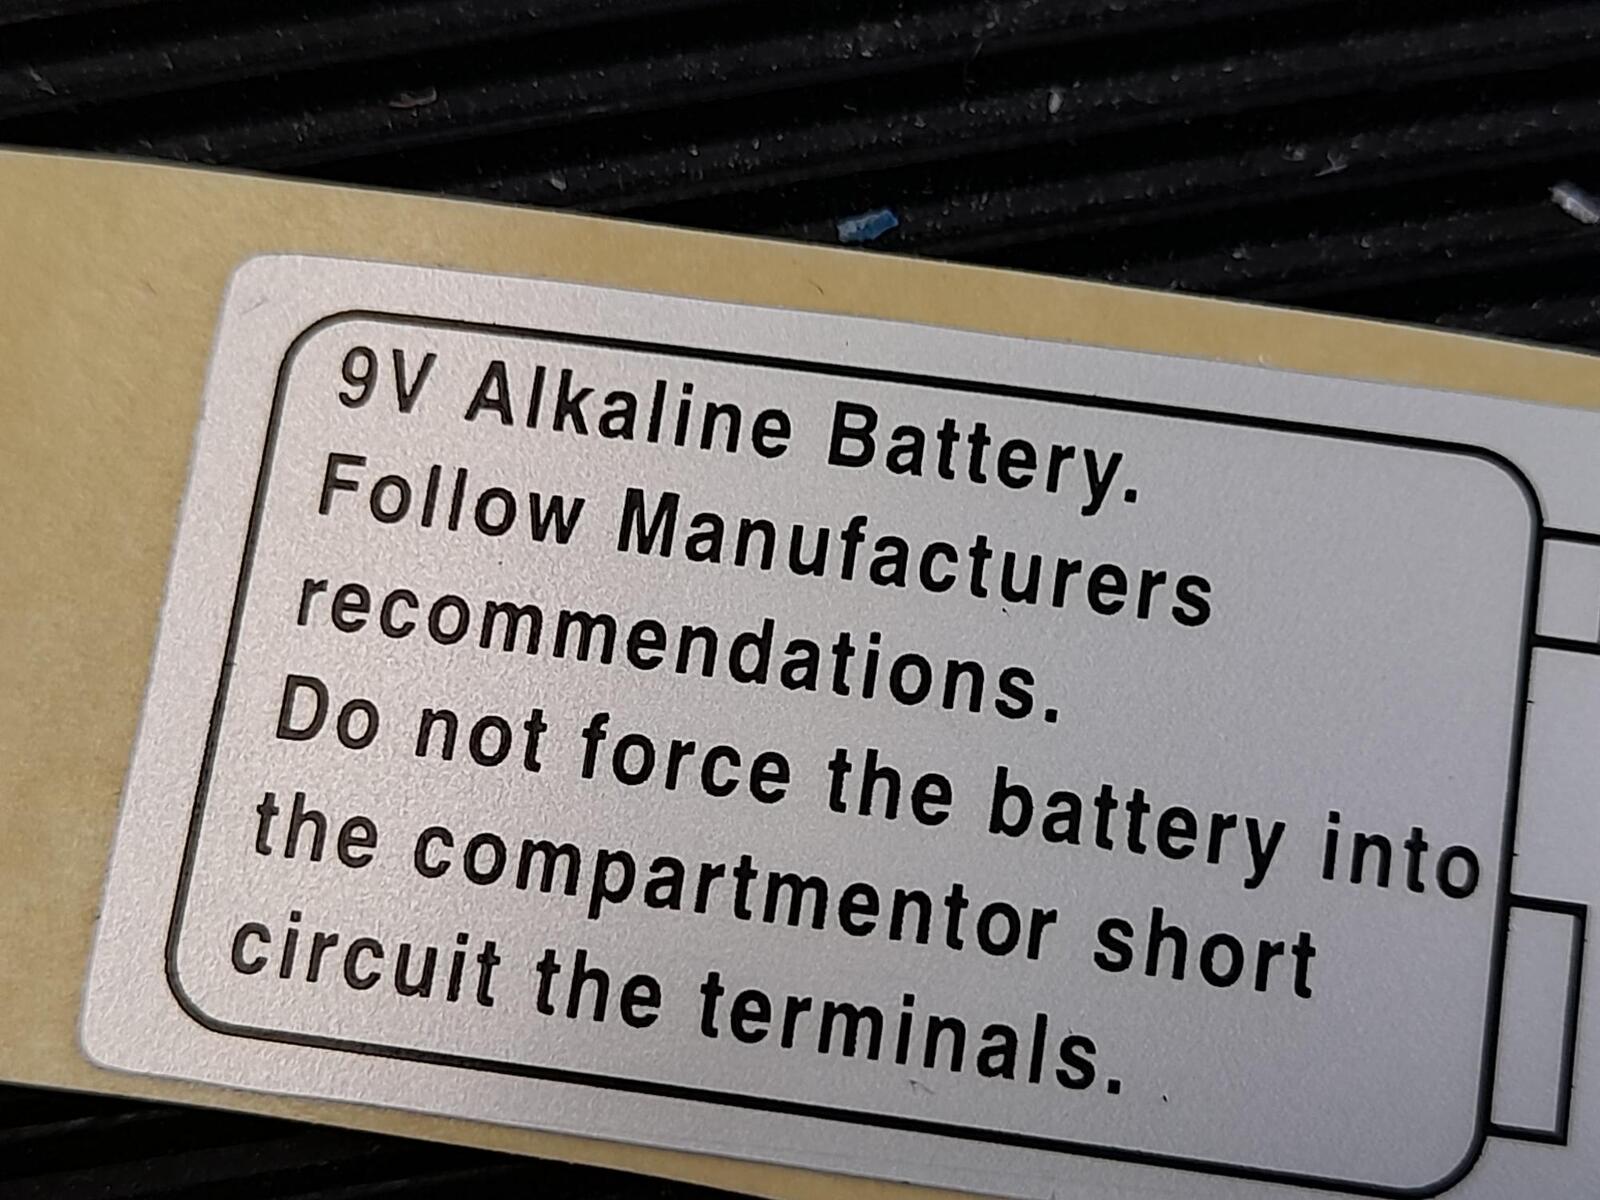 9V Alkaline Battery.
Follow Manufacturers
recommendations.
Do not force the battery into
the compartmentor short
circuit the terminals.